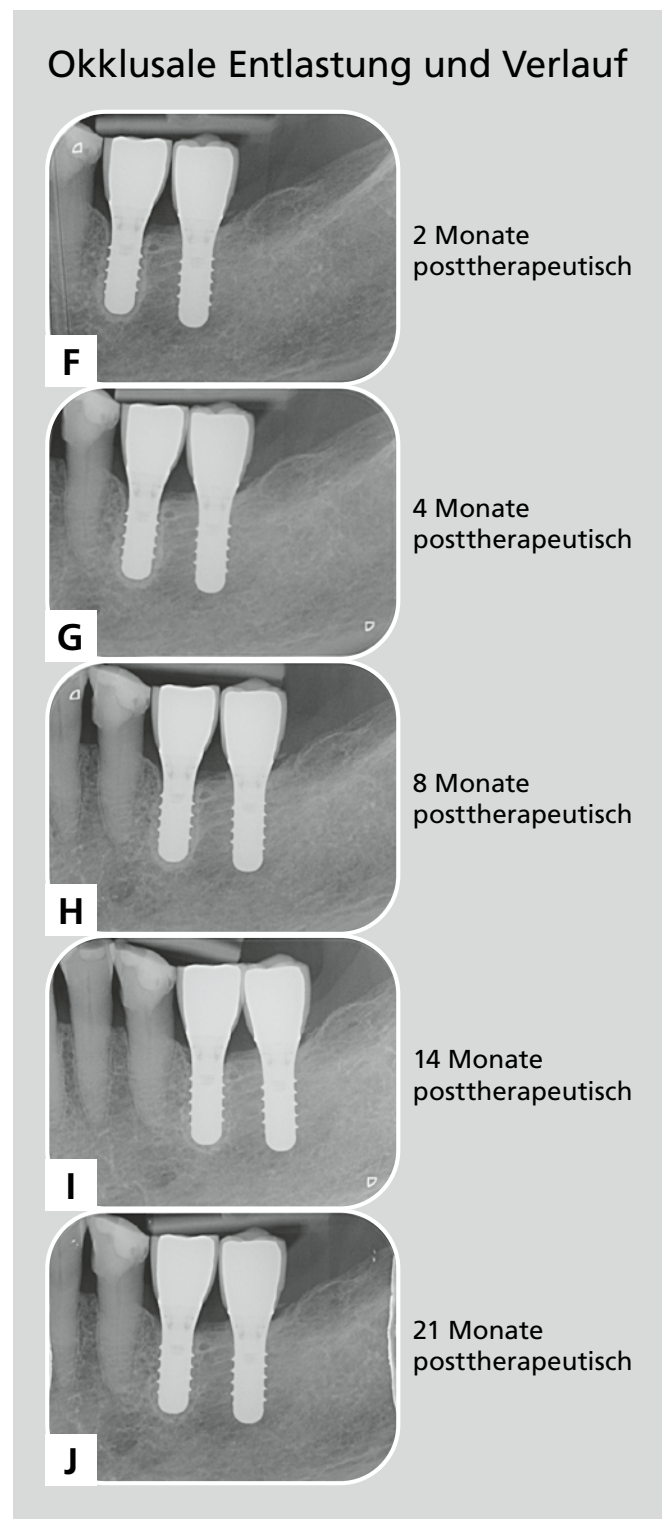 Okklusale Entlastung und Verlauf
2 Monate
posttherapeutisch
F
4 Monate
posttherapeutisch
G
8 Monate
posttherapeutisch
H
14 Monate
posttherapeutisch
I
21 Monate
posttherapeutisch
J